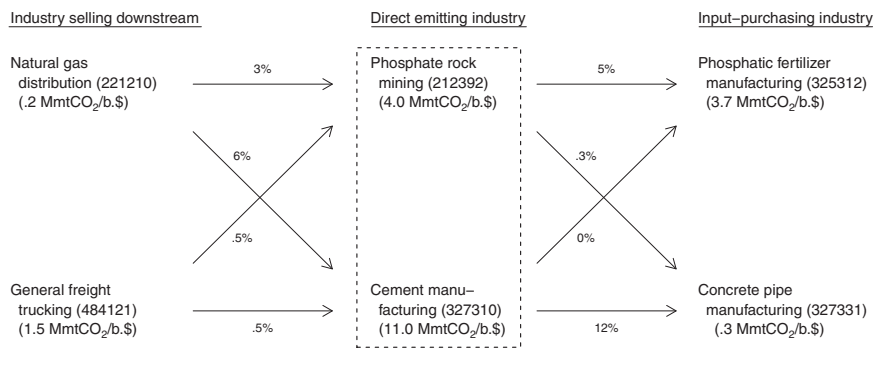 Industry selling downstream
Direct emitting industry
Input–purchasing industry
Natural gas
distribution (221210)
(.2 MmtCO₂/b.$)
3%
Phosphate rock
mining (212392)
(4.0 MmtCO₂/b.$)
5%
Phosphatic fertilizer
manufacturing (325312)
(3.7 MmtCO₂/b.$)
6%
.3%
.5%
0%
General freight
trucking (484121)
(1.5 MmtCO₂/b.$)
.5%
Cement manu–
facturing (327310)
(11.0 MmtCO₂/b.$)
12%
Concrete pipe
manufacturing (327331)
(.3 MmtCO₂/b.$)